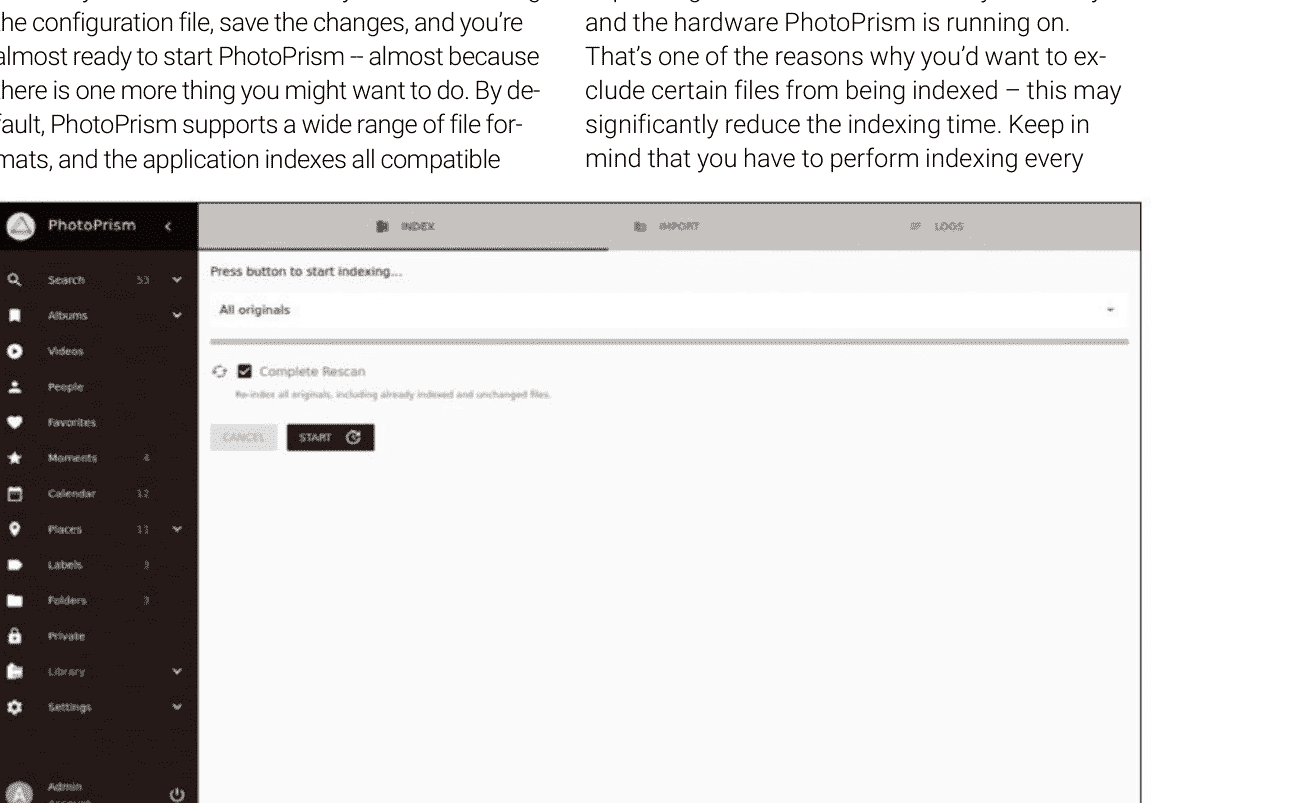 the configuration file, save the changes, and you’re
almost ready to start PhotoPrism – almost because
there is one more thing you might want to do. By de-
fault, PhotoPrism supports a wide range of file for-
mats, and the application indexes all compatible
and the hardware PhotoPrism is running on.
That’s one of the reasons why you’d want to ex-
clude certain files from being indexed – this may
significantly reduce the indexing time. Keep in
mind that you have to perform indexing every
PhotoPrism
Search 53
Albums
Videos
People
Favorites
Moments 4
Calendar 12
Places 11
Labels
Folders
Private
Library
Settings
Admin
INDEX
IMPORT
LOGS
Press button to start indexing...
All originals
Complete Rescan
Re-index all originals, including already indexed and unchanged files.
CANCEL
START